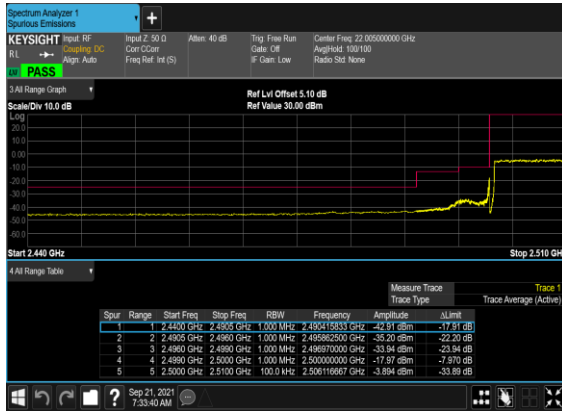 Spectrum Analyzer 1
Spurious Emissions
KEYSIGHT Input: RF Input Z: 50 Ω Atten: 40 dB Trig: Free Run Center Freq: 22.005000000 GHz
RL Coupling: DC Corr CCorr Gate: Off Avg|Hold: 100/100
Align: Auto Freq Ref: Int (S) IF Gain: Low Radio Std: None
PASS
3 All Range Graph
Ref Lvl Offset 5.10 dB
Scale/Div 10.0 dB Ref Value 30.00 dBm
Log
20.0
10.0
0.00
-10.0
-20.0
-30.0
-40.0
-50.0
-60.0
Start 2.440 GHz Stop 2.510 GH
4 All Range Table
Measure Trace Trace 1
Trace Type Trace Average (Active)
Spur Range Start Freq Stop Freq RBW Frequency Amplitude ΔLimit
1 1 2.4400 GHz 2.4905 GHz 1.000 MHz 2.490415833 GHz -42.91 dBm -17.91 dB
2 2 2.4905 GHz 2.4960 GHz 1.000 MHz 2.495862500 GHz -35.20 dBm -22.20 dB
3 3 2.4960 GHz 2.4990 GHz 1.000 MHz 2.496970000 GHz -33.94 dBm -23.94 dB
4 4 2.4990 GHz 2.5000 GHz 1.000 MHz 2.500000000 GHz -17.97 dBm -7.970 dB
5 5 2.5000 GHz 2.5100 GHz 100.0 kHz 2.506116667 GHz -3.894 dBm -33.89 dB
Sep 21, 2021
7:33:40 AM